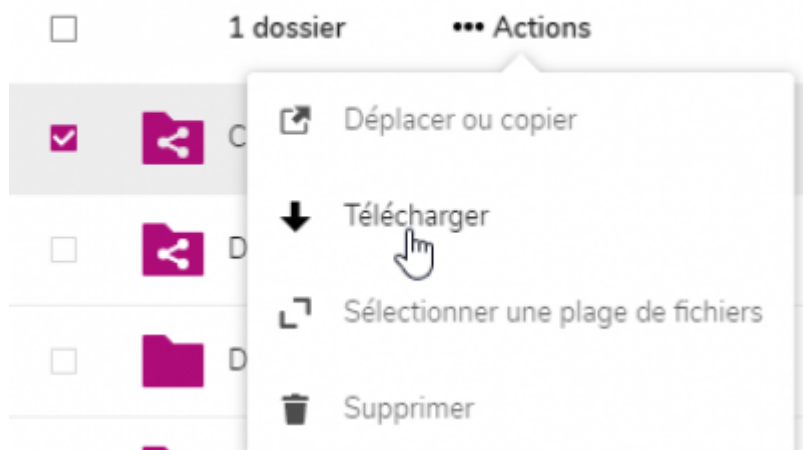 1 dossier ••• Actions
C
Déplacer ou copier
Télécharger
D
Sélectionner une plage de fichiers
D
Supprimer